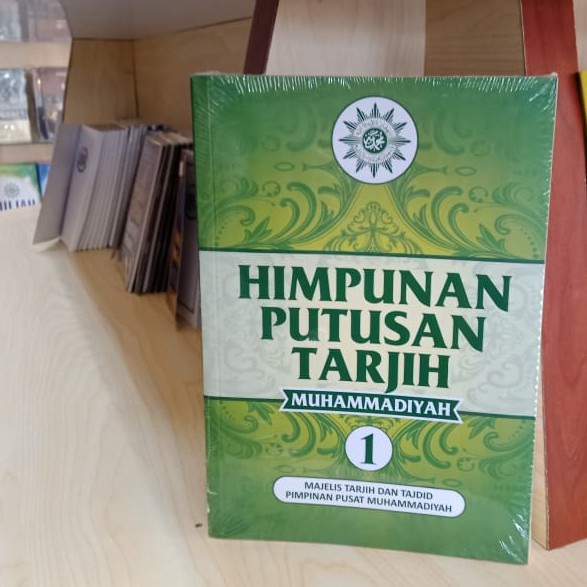 HIMPUNAN
PUTUSAN
TARJIH
MUHAMMADIYAH
1
MAJELIS TARJIH DAN TAJDID
PIMPINAN PUSAT MUHAMMADIYAH